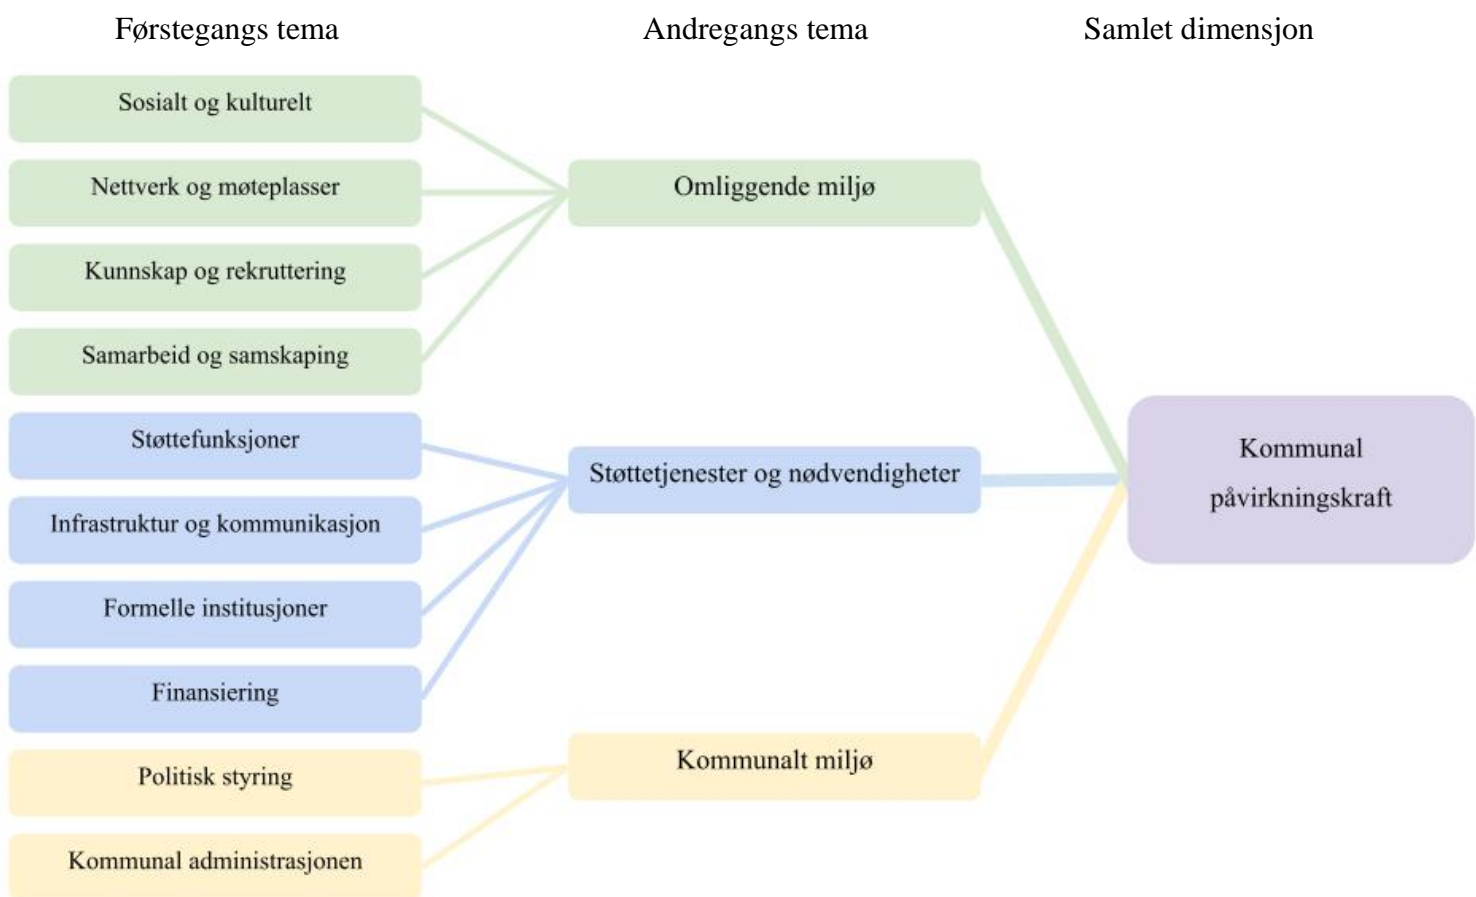 Førstegangs tema
Andregangs tema
Samlet dimensjon
Sosialt og kulturelt
Nettverk og møteplasser
Kunnskap og rekruttering
Samarbeid og samskaping
Støttefunksjoner
Infrastruktur og kommunikasjon
Formelle institusjoner
Finansiering
Politisk styring
Kommunal administrasjonen
Omliggende miljø
Støttetjenester og nødvendigheter
Kommunalt miljø
Kommunal
påvirkningskraft